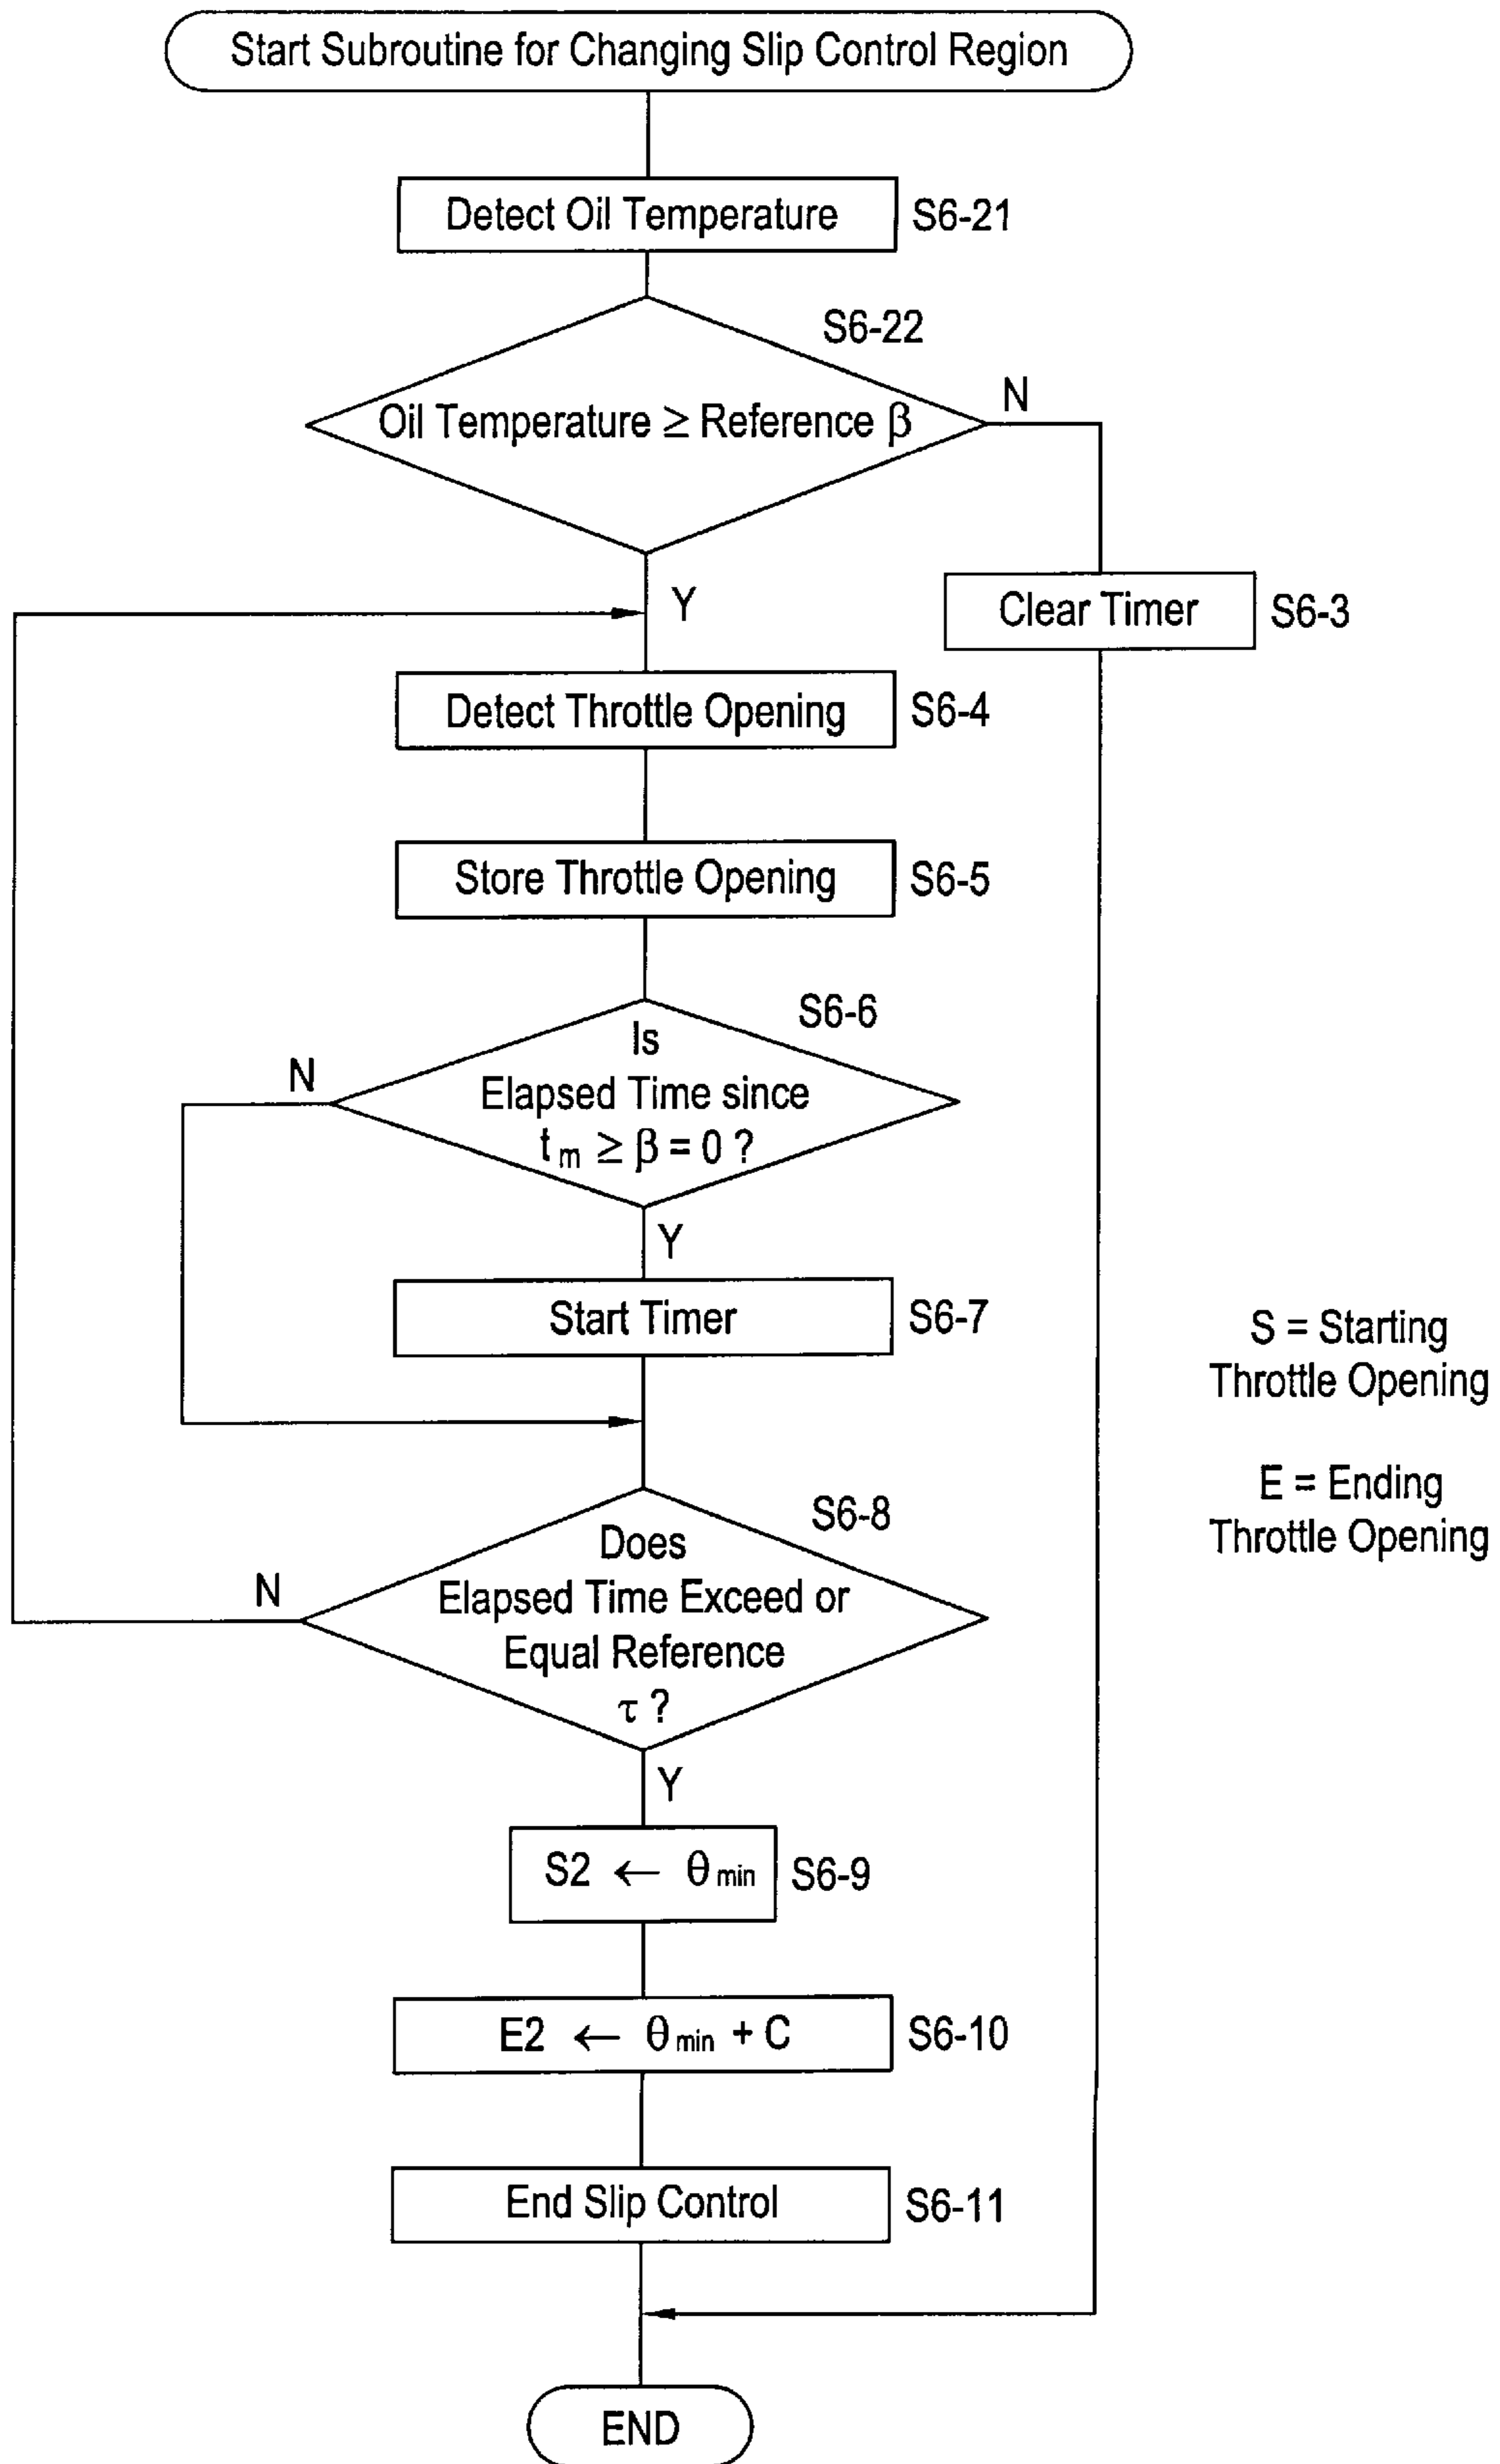 Start Subroutine for Changing Slip Control Region
Detect Oil Temperature
S6-21
S6-22
Oil Temperature ≥ Reference β
N
Y
Clear Timer
S6-3
Detect Throttle Opening
S6-4
Store Throttle Opening
S6-5
S6-6
Is
Elapsed Time since
tm ≥ β = 0 ?
N
Y
Start Timer
S6-7
S = Starting
Throttle Opening
E = Ending
Throttle Opening
S6-8
Does
Elapsed Time Exceed or
Equal Reference
τ ?
N
Y
S2 ← θmin
S6-9
E2 ← θmin + C
S6-10
End Slip Control
S6-11
END